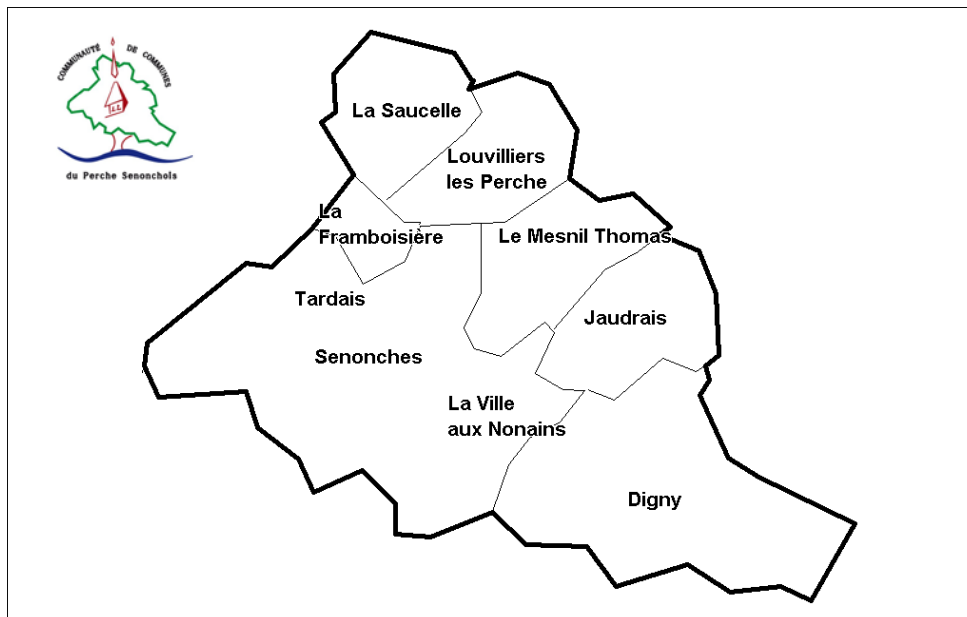 COMMUNAUTÉ DE COMMUNES
du Perche Senonchois
La Saucelle
Louvilliers
les Perche
La
Framboisière
Le Mesnil Thomas
Tardais
Jaudrais
Senonches
La Ville
aux Nonains
Digny